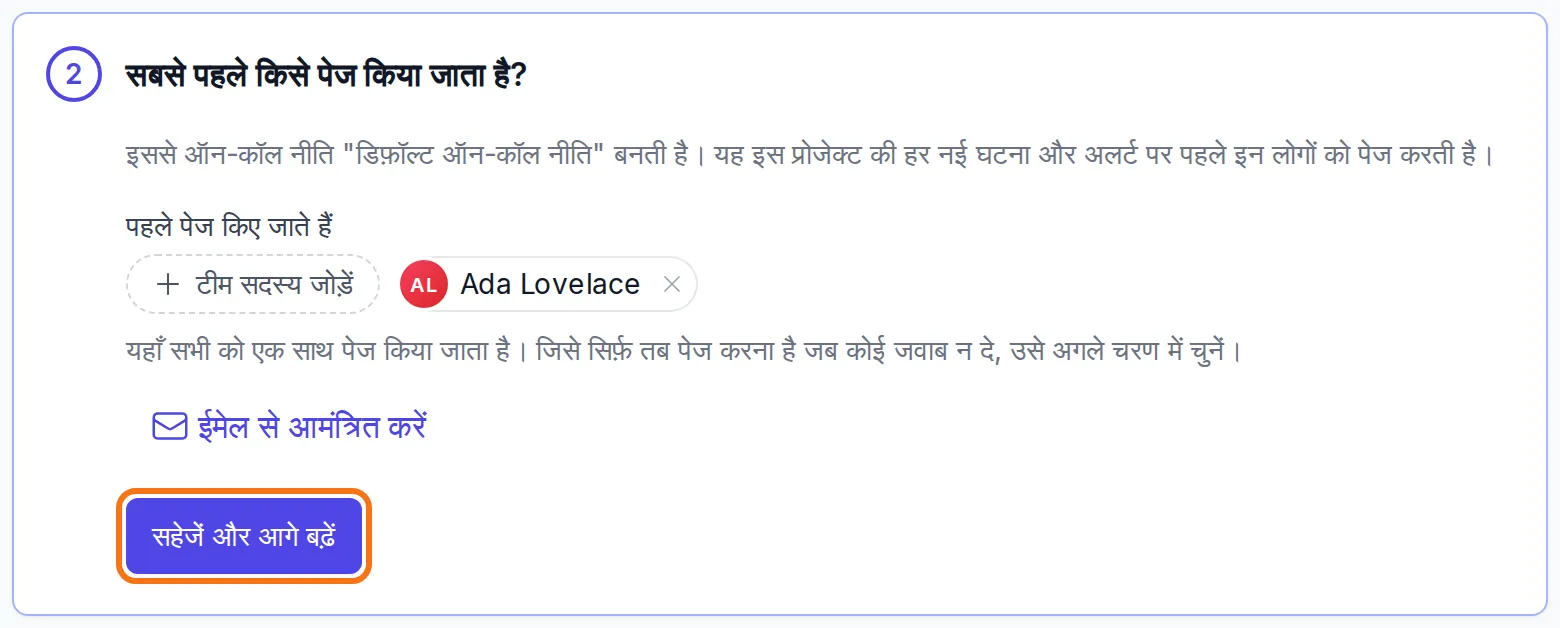 2
सबसे पहले किसे पेज किया जाता है?
इससे ऑन-कॉल नीति "डिफ़ॉल्ट ऑन-कॉल नीति" बनती है। यह इस प्रोजेक्ट की हर नई घटना और अलर्ट पर पहले इन लोगों को पेज करती है।
पहले पेज किए जाते हैं
टीम सदस्य जोड़ें
AL Ada Lovelace
यहाँ सभी को एक साथ पेज किया जाता है। जिसे सिर्फ़ तब पेज करना है जब कोई जवाब न दे, उसे अगले चरण में चुनें।
ईमेल से आमंत्रित करें
सहेजें और आगे बढ़ें